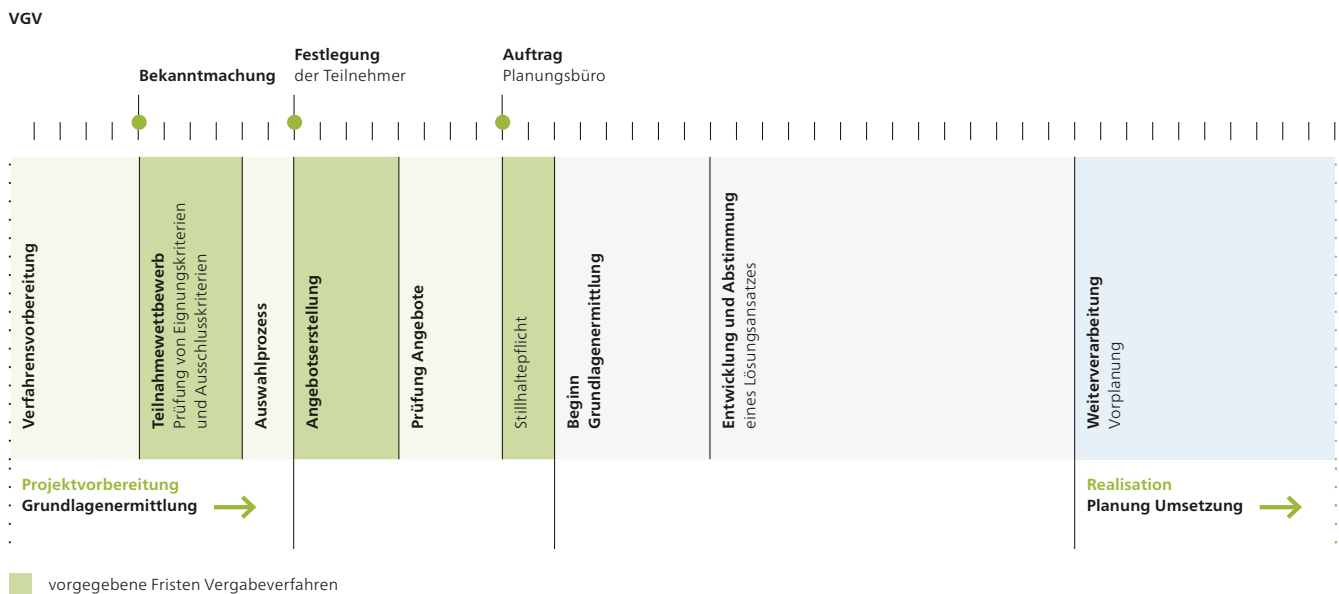 VGV
Bekanntmachung
Festlegung
der Teilnehmer
Auftrag
Planungsbüro
Verfahrensvorbereitung
Teilnahmewettbewerb
Prüfung von Eignungskriterien
und Ausschlusskriterien
Auswahlprozess
Angebotserstellung
Prüfung Angebote
Stillhaltepflicht
Beginn
Grundlagenermittlung
Entwicklung und Abstimmung
eines Lösungsansatzes
Weiterverarbeitung
Vorplanung
Projektvorbereitung
Grundlagenermittlung
Realisation
Planung Umsetzung
vorgegebene Fristen Vergabeverfahren